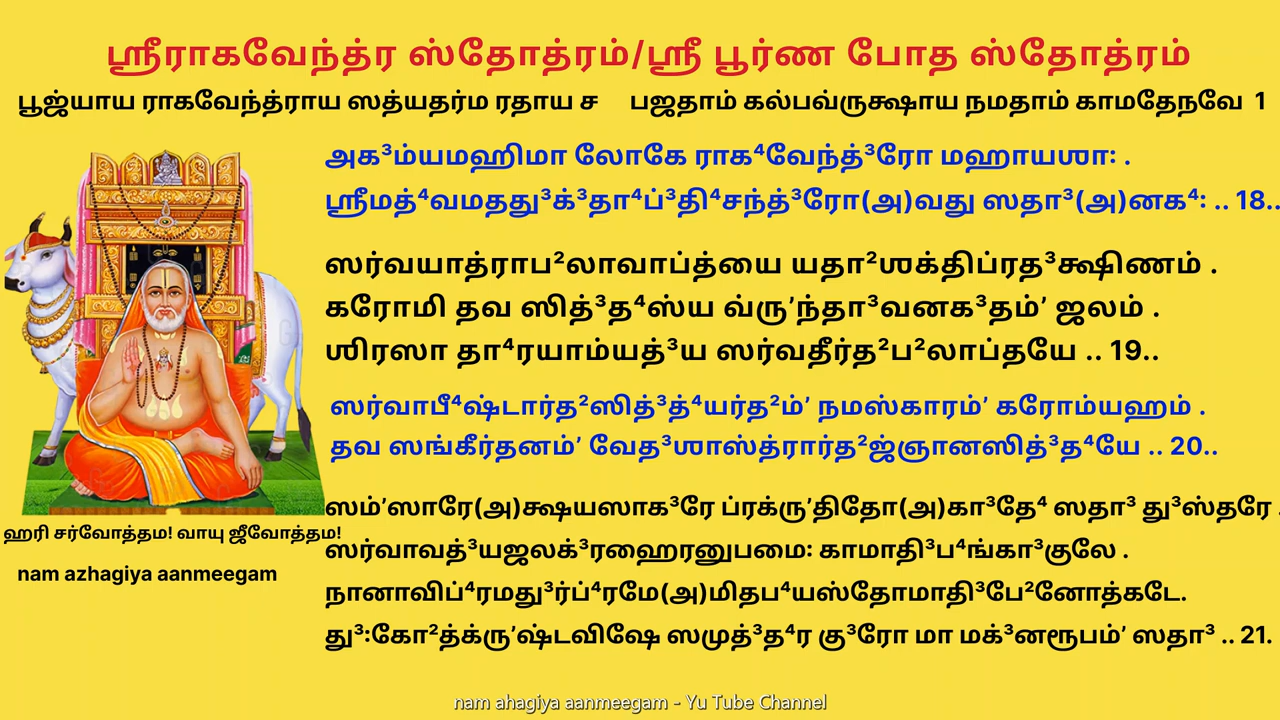 ஸ்ரீராகவேந்த்ர ஸ்தோத்ரம்/ஸ்ரீ பூர்ண போத ஸ்தோத்ரம்
பூஜ்யாய ராகவேந்த்ராய ஸத்யதர்ம ரதாய ச பஜதாம் கல்பவ்ருக்ஷாய நமதாம் காமதேநவே 1
அக³ம்யமஹிமா லோகே ராக⁴வேந்த்³ரோ மஹாயஶா: .
ஸ்ரீமத்⁴வமதது³க்³தா⁴ப்³தி⁴சந்த்³ரோ(அ)வது ஸதா³(அ)னக⁴: .. 18..
ஸர்வயாத்ராப²லாவாப்த்யை யதா²ஶக்திப்ரத³க்ஷிணம் .
கரோமி தவ ஸித்³த⁴ஸ்ய வ்ரு’ந்தா³வனக³தம்’ ஜலம் .
ஶிரஸா தா⁴ரயாம்யத்³ய ஸர்வதீர்த²ப²லாப்தயே .. 19..
ஸர்வாபீ⁴ஷ்டார்த²ஸித்³த்⁴யர்த²ம்’ நமஸ்காரம்’ கரோம்யஹம் .
தவ ஸங்கீர்தனம்’ வேத³ஶாஸ்த்ரார்த²ஜ்ஞானஸித்³த⁴யே .. 20..
ஸம்’ஸாரே(அ)க்ஷயஸாக³ரே ப்ரக்ரு’திதோ(அ)கா³தே⁴ ஸதா³ து³ஸ்தரே .
ஸர்வாவத்³யஜலக்³ரஹைரனுபமை: காமாதி³ப⁴ங்கா³குலே .
நானாவிப்⁴ரமது³ர்ப்⁴ரமே(அ)மிதப⁴யஸ்தோமாதி³பே²னோத்கடே.
து³:கோ²த்க்ரு’ஷ்டவிஷே ஸமுத்³த⁴ர கு³ரோ மா மக்³னரூபம்’ ஸதா³ .. 21.
ஹரி சர்வோத்தம! வாயு ஜீவோத்தம!
nam azhagiya aanmeegam
nam ahagiya aanmeegam - Yu Tube Channel